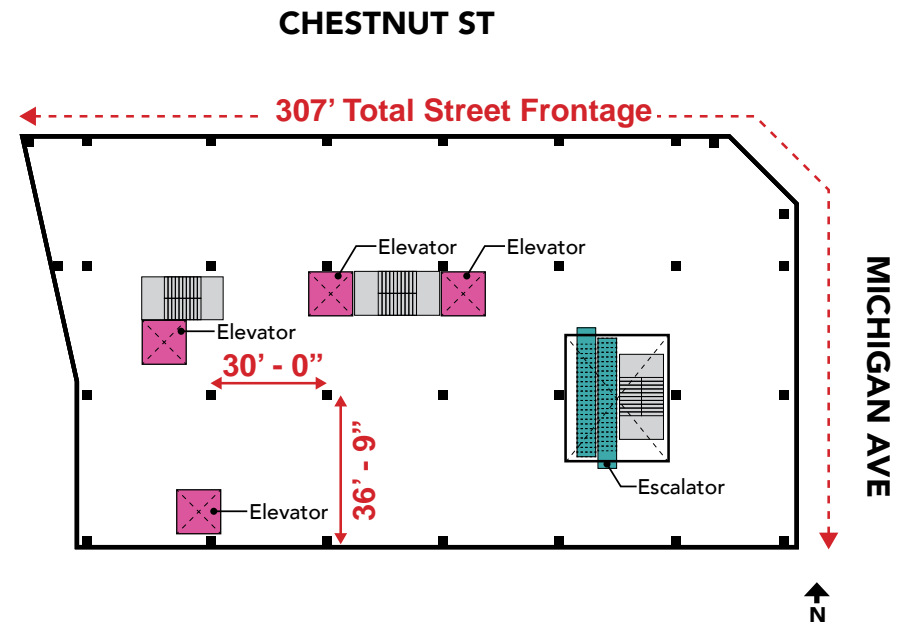 CHESTNUT ST
307’ Total Street Frontage
Elevator
Elevator
MICHIGAN AVE
Elevator
30’ - 0”
36’ - 9”
Escalator
Elevator
N